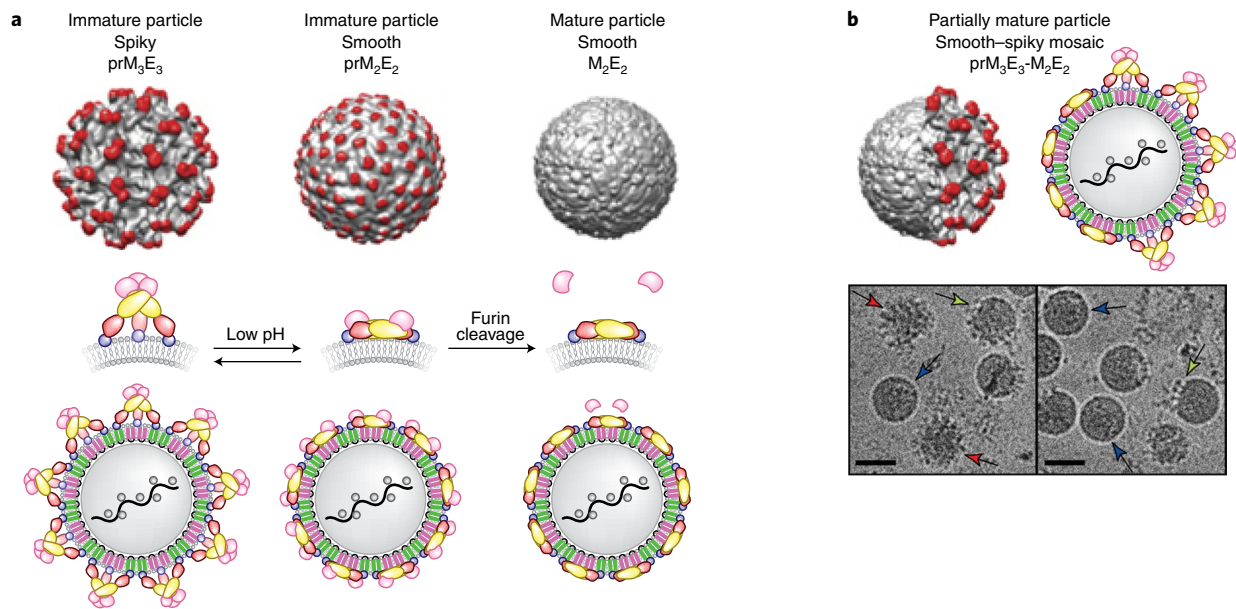 a
Immature particle
Spiky
prM₃E₃
Immature particle
Smooth
prM₂E₂
Mature particle
Smooth
M₂E₂
Low pH
Furin
cleavage
b
Partially mature particle
Smooth–spiky mosaic
prM₃E₃-M₂E₂